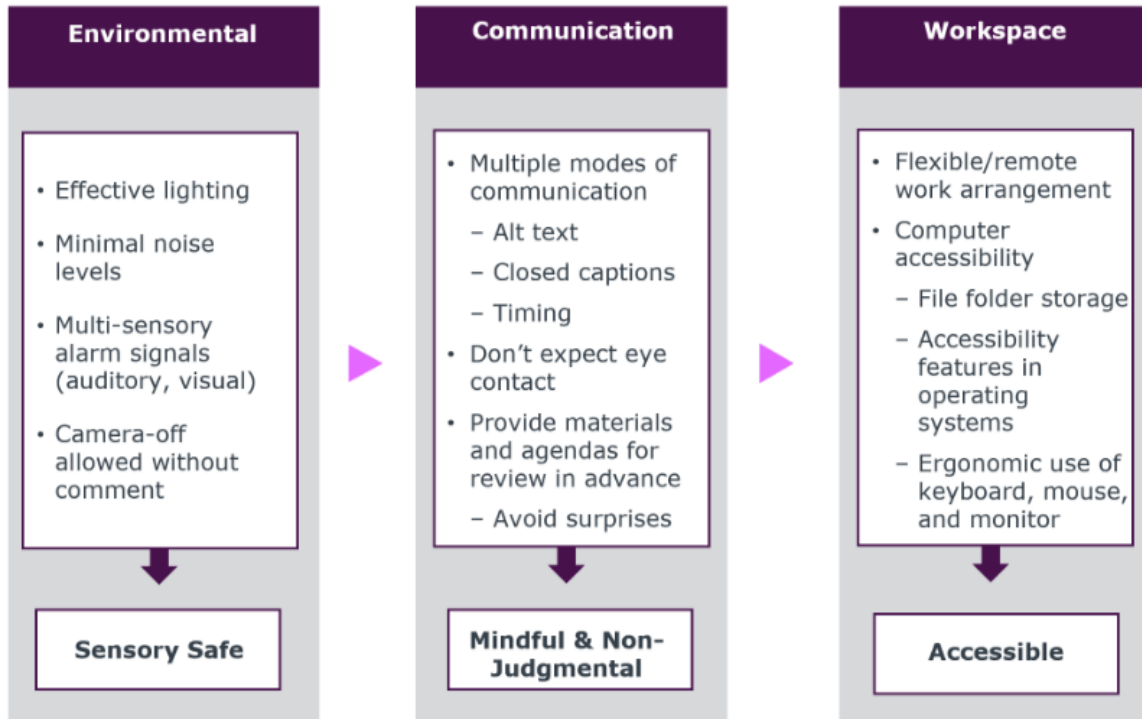 Environmental
• Effective lighting
• Minimal noise
levels
• Multi-sensory
alarm signals
(auditory, visual)
• Camera-off
allowed without
comment
Sensory Safe
Communication
• Multiple modes of
communication
– Alt text
– Closed captions
– Timing
• Don’t expect eye
contact
• Provide materials
and agendas for
review in advance
– Avoid surprises
Mindful & Non-
Judgmental
Workspace
• Flexible/remote
work arrangement
• Computer
accessibility
– File folder storage
– Accessibility
features in
operating
systems
– Ergonomic use of
keyboard, mouse,
and monitor
Accessible